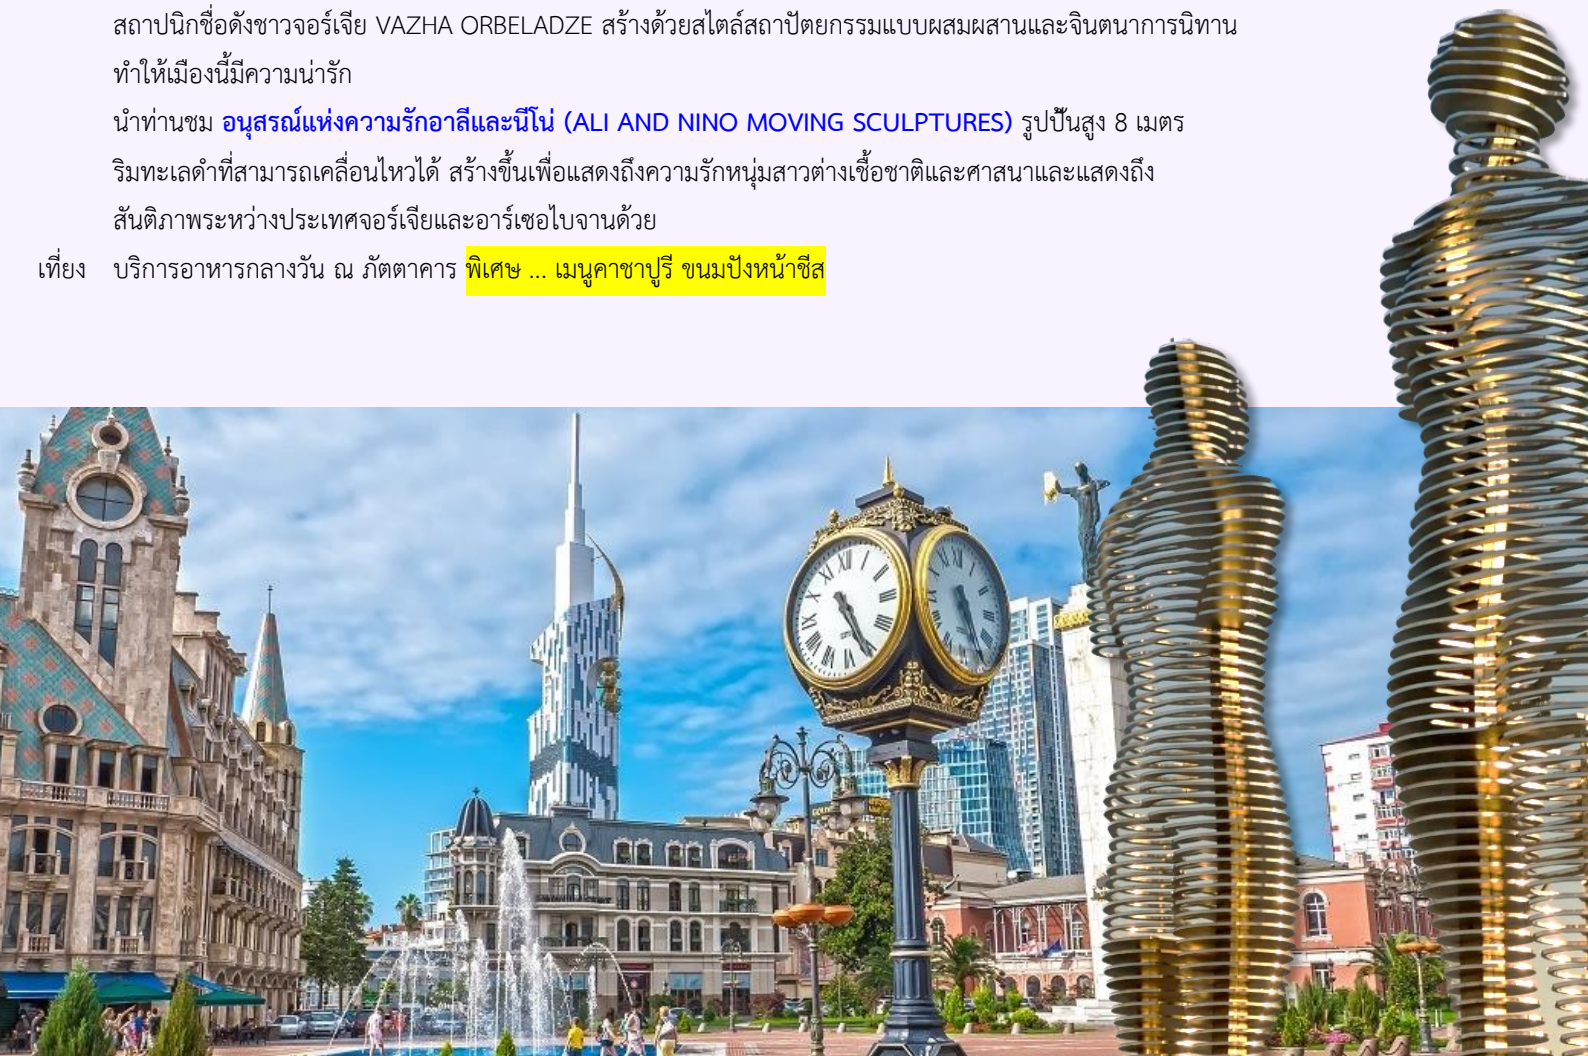 สถาปนิกชื่อดังชาวจอร์เจีย VAZHA ORBELADZE สร้างด้วยสไตล์สถาปัตยกรรมแบบผสมผสานและจินตนาการนิทาน
ทำให้เมืองนี้มีความน่ารัก
นำท่านชม อนุสรณ์แห่งความรักอาลีและนีโน่ (ALI AND NINO MOVING SCULPTURES) รูปปั้นสูง 8 เมตร
ริมทะเลดำที่สามารถเคลื่อนไหวได้ สร้างขึ้นเพื่อแสดงถึงความรักหนุ่มสาวต่างเชื้อชาติและศาสนาและแสดงถึง
สันติภาพระหว่างประเทศจอร์เจียและอาร์เซอไบจานด้วย
เที่ยง บริการอาหารกลางวัน ณ ภัตตาคาร พิเศษ ... เมนูคาชาปูรี ขนมปังหน้าชีส